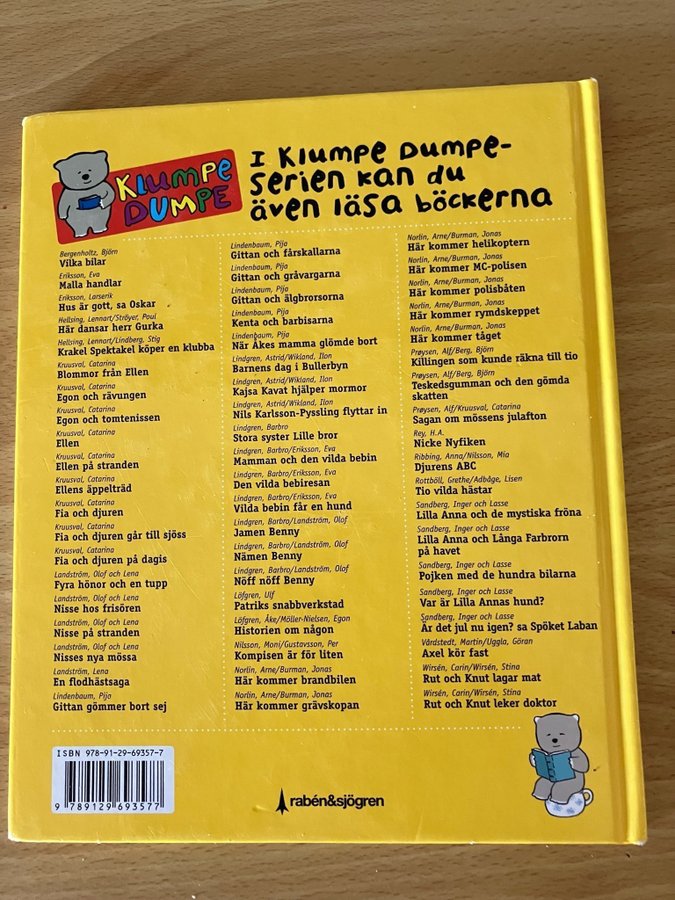 KLUMPE
DUMPE
I KLUMPE DUMPE-
serien kan du
även läsa böckerna
Bergenholtz, Björn
Vilka bilar
Eriksson, Eva
Malla handlar
Eriksson, Larserik
Hus är gott, sa Oskar
Hellsing, Lennart/Ströyer, Poul
Här dansar herr Gurka
Hellsing, Lennart/Lindberg, Stig
Krakel Spektakel köper en klubba
Kruusval, Catarina
Blommor från Ellen
Kruusval, Catarina
Egon och rävungen
Kruusval, Catarina
Egon och tomtenissen
Kruusval, Catarina
Ellen
Kruusval, Catarina
Ellen på stranden
Kruusval, Catarina
Ellens äppelträd
Kruusval, Catarina
Fia och djuren
Kruusval, Catarina
Fia och djuren går till sjöss
Kruusval, Catarina
Fia och djuren på dagis
Landström, Olof och Lena
Fyra hönor och en tupp
Landström, Olof och Lena
Nisse hos frisören
Landström, Olof och Lena
Nisse på stranden
Landström, Olof och Lena
Nisses nya mössa
Landström, Lena
En flodhästsaga
Lindenbaum, Pija
Gittan gömmer bort sej
Lindenbaum, Pija
Gittan och fårskallarna
Lindenbaum, Pija
Gittan och gråvargarna
Lindenbaum, Pija
Gittan och älgbrorsorna
Lindenbaum, Pija
Kenta och barbisarna
Lindenbaum, Pija
När Åkes mamma glömde bort
Lindgren, Astrid/Wikland, Ilon
Barnens dag i Bullerbyn
Lindgren, Astrid/Wikland, Ilon
Kajsa Kavat hjälper mormor
Lindgren, Astrid/Wikland, Ilon
Nils Karlsson-Pyssling flyttar in
Lindgren, Barbro
Stora syster Lille bror
Lindgren, Barbro/Eriksson, Eva
Mamman och den vilda bebin
Lindgren, Barbro/Eriksson, Eva
Den vilda bebiresan
Lindgren, Barbro/Eriksson, Eva
Vilda bebin får en hund
Lindgren, Barbro/Landström, Olof
Jamen Benny
Lindgren, Barbro/Landström, Olof
Nämen Benny
Lindgren, Barbro/Landström, Olof
Nöff nöff Benny
Löfgren, Ulf
Patriks snabbverkstad
Löfgren, Åke/Möller-Nielsen, Egon
Historien om någon
Nilsson, Moni/Gustavsson, Per
Kompisen är för liten
Norlin, Arne/Burman, Jonas
Här kommer brandbilen
Norlin, Arne/Burman, Jonas
Här kommer grävskopan
Norlin, Arne/Burman, Jonas
Här kommer helikoptern
Norlin, Arne/Burman, Jonas
Här kommer MC-polisen
Norlin, Arne/Burman, Jonas
Här kommer polisbåten
Norlin, Arne/Burman, Jonas
Här kommer rymdskeppet
Norlin, Arne/Burman, Jonas
Här kommer tåget
Prøysen, Alf/Berg, Björn
Killingen som kunde räkna till tio
Prøysen, Alf/Berg, Björn
Teskedsgumman och den gömda
skatten
Prøysen, Alf/Kruusval, Catarina
Sagan om mössens julafton
Rey, H.A.
Nicke Nyfiken
Ribbing, Anna/Nilsson, Mia
Djurens ABC
Rottböll, Grethe/Adbåge, Lisen
Tio vilda hästar
Sandberg, Inger och Lasse
Lilla Anna och de mystiska fröna
Sandberg, Inger och Lasse
Lilla Anna och Långa Farbrorn
på havet
Sandberg, Inger och Lasse
Pojken med de hundra bilarna
Sandberg, Inger och Lasse
Var är Lilla Annas hund?
Sandberg, Inger och Lasse
Är det jul nu igen? sa Spöket Laban
Vårdstedt, Martin/Uggla, Göran
Axel kör fast
Wirsén, Carin/Wirsén, Stina
Rut och Knut lagar mat
Wirsén, Carin/Wirsén, Stina
Rut och Knut leker doktor
ISBN 978-91-29-69357-7
9 789129 693577
rabén&sjögren